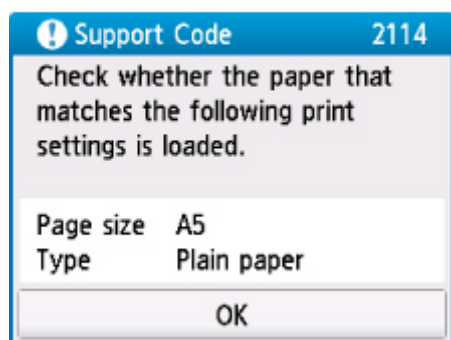 Support Code 2114
Check whether the paper that
matches the following print
settings is loaded.
Page size A5
Type Plain paper
OK